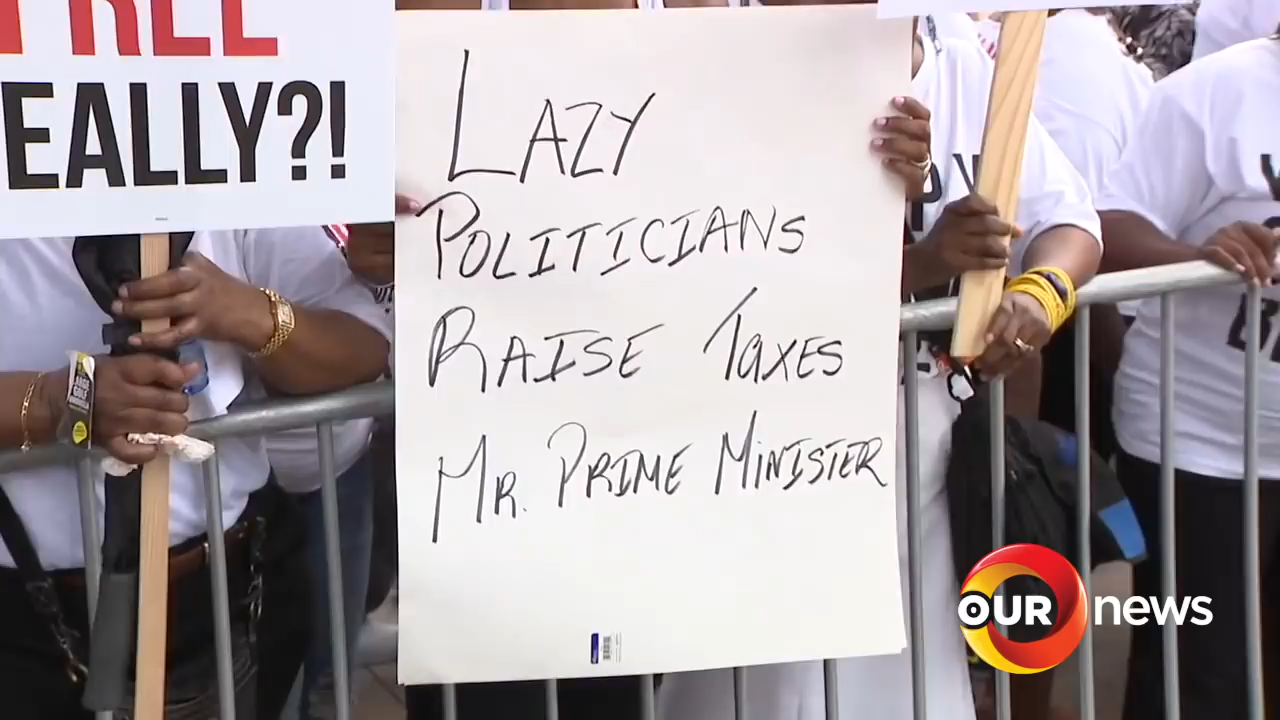 EALLY?!
LAZY
POLITICIANS
RAISE TAXES
MR. PRIME MINISTER
OUR news